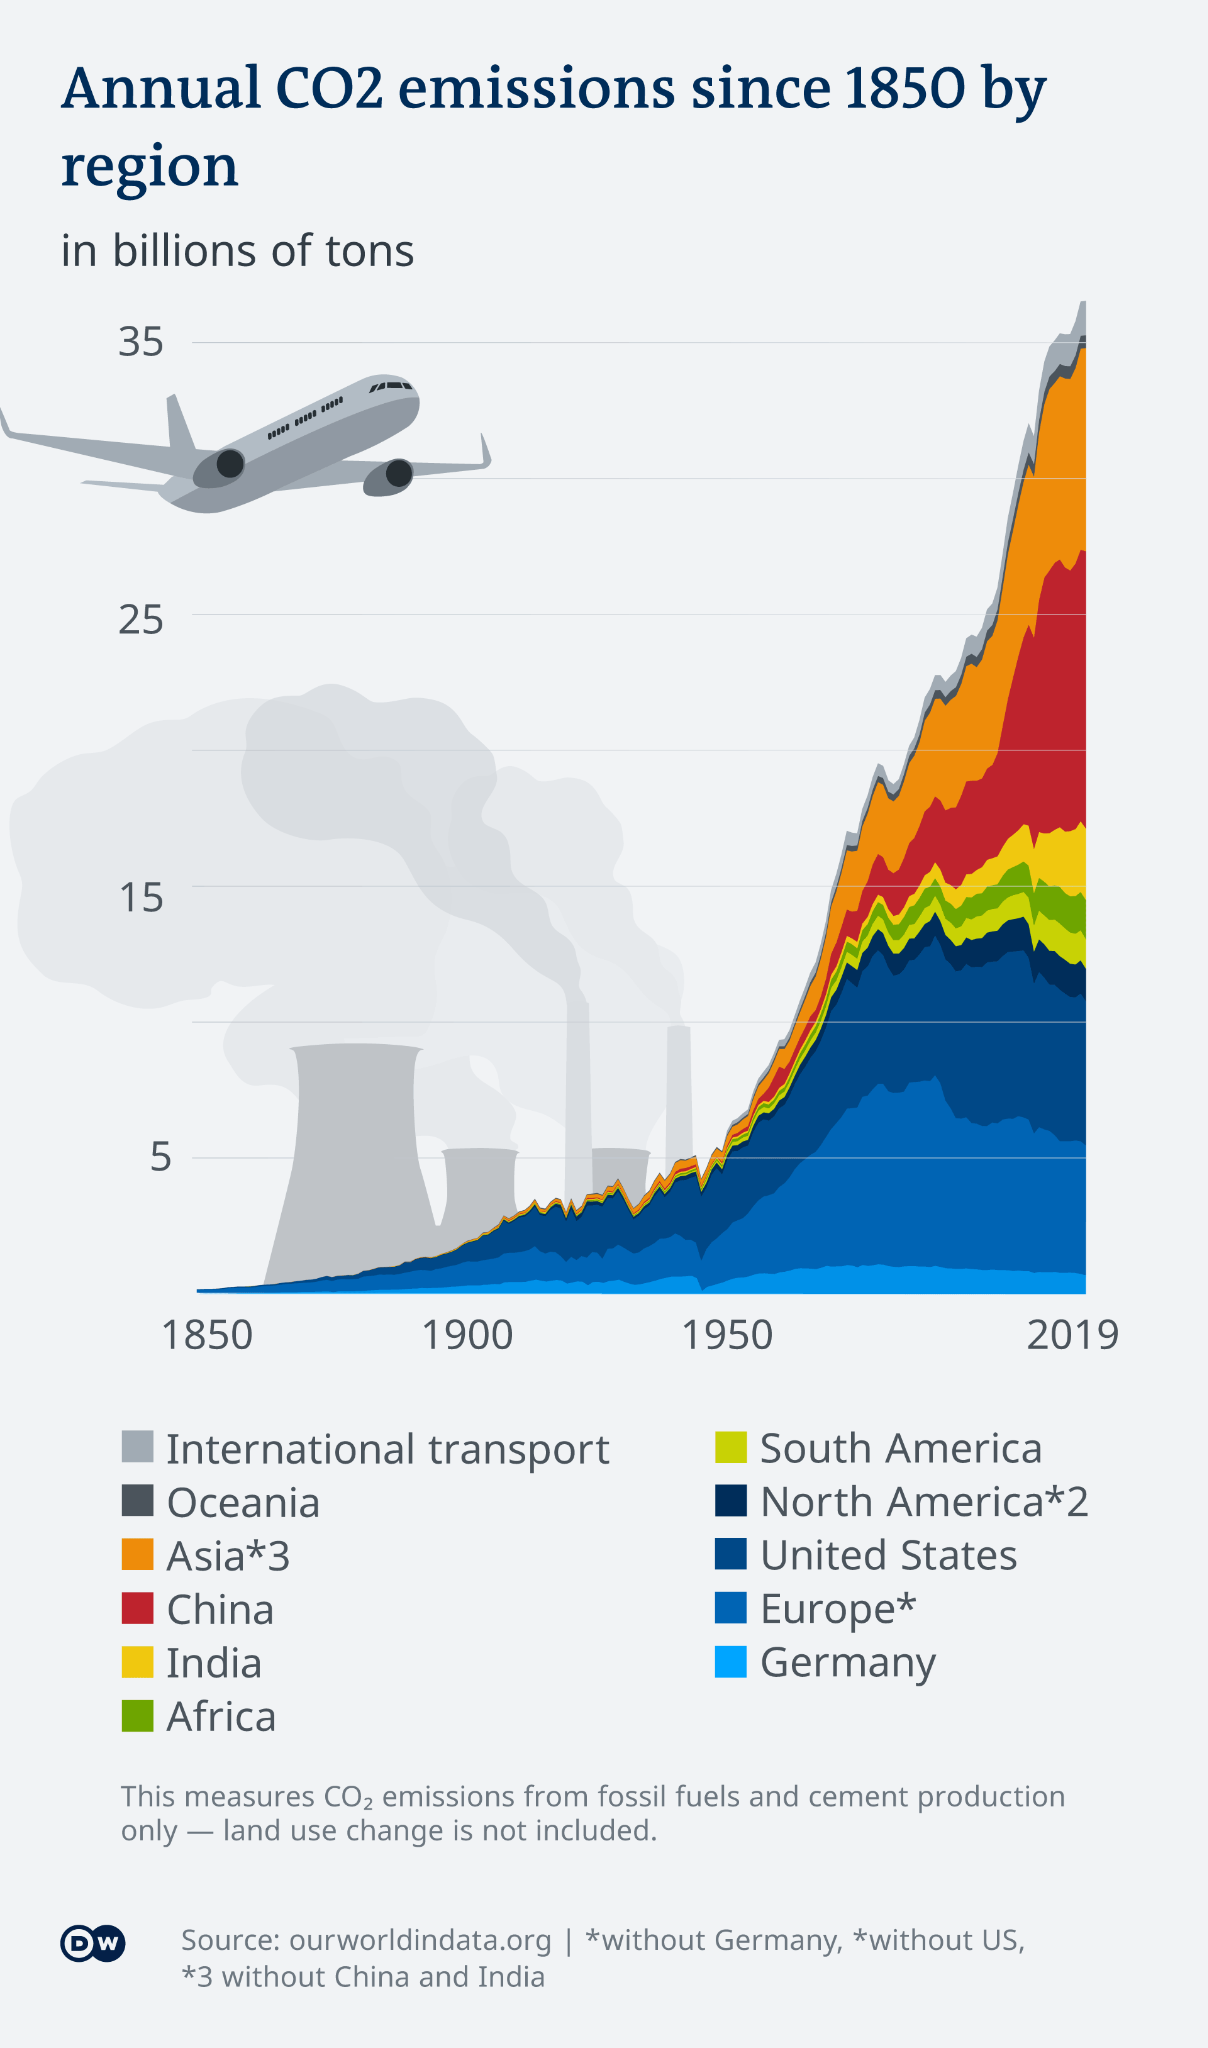 Annual CO2 emissions since 1850 by
region
in billions of tons
35
25
15
5
1850 1900 1950 2019
International transport
Oceania
Asia*3
China
India
Africa
South America
North America*2
United States
Europe*
Germany
This measures CO₂ emissions from fossil fuels and cement production
only — land use change is not included.
DW
Source: ourworldindata.org | *without Germany, *without US,
*3 without China and India